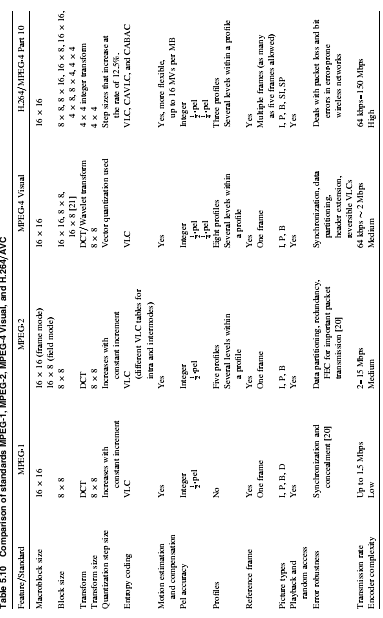 Table 5.10 Comparison of standards MPEG-1, MPEG-2, MPEG-4 Visual, and H.264/AVC
Feature/Standard MPEG-1 MPEG-2 MPEG-4 Visual H.264/MPEG-4 Part 10
Macroblock size 16 × 16 16 × 16 (frame mode) 16 × 16 16 × 16
16 × 8 (field mode)
Block size 8 × 8 8 × 8 16 × 16, 8 × 8, 8 × 8, 8 × 16, 16 × 8, 16 × 16,
16 × 8 [21] 4 × 8, 8 × 4, 4 × 4
Transform DCT DCT DCT/Wavelet transform 4 × 4 integer transform
Transform size 8 × 8 8 × 8 8 × 8 4 × 4
Quantization step size Increases with Increases with Vector quantization used Step sizes that increase at
constant increment constant increment the rate of 12.5%.
Entropy coding VLC VLC VLC VLC, CAVLC, and CABAC
(different VLC tables for
intra and intermodes)
Motion estimation Yes Yes Yes Yes, more flexible,
and compensation up to 16 MVs per MB
Pel accuracy Integer Integer Integer Integer
½-pel ½-pel ½-pel ½-pel
¼-pel ¼-pel
Profiles No Five profiles Eight profiles Three profiles
Several levels within Several levels within Several levels within a profile
a profile a profile
Reference frame Yes Yes Yes Yes
One frame One frame One frame Multiple frames (as many
as five frames allowed)
Picture types I, P, B, D I, P, B I, P, B I, P, B, SI, SP
Playback and Yes Yes Yes Yes
random access
Error robustness Synchronization and Data partitioning, redundancy, Synchronization, data Deals with packet loss and bit
concealment [20] FEC for important packet partitioning, errors in error-prone
transmission [20] header extension, wireless networks
reversible VLCs
Transmission rate Up to 1.5 Mbps 2–15 Mbps 64 kbps ~ 2 Mbps 64 kbps–150 Mbps
Encoder complexity Low Medium Medium High